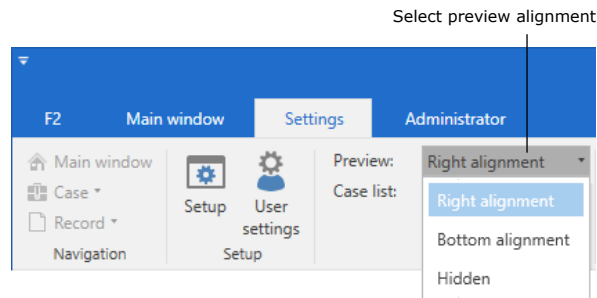 Select preview alignment
F2 Main window Settings Administrator
Main window
Case
Record
Navigation
Setup
User settings
Setup
Preview: Right alignment
Case list:
Right alignment
Bottom alignment
Hidden